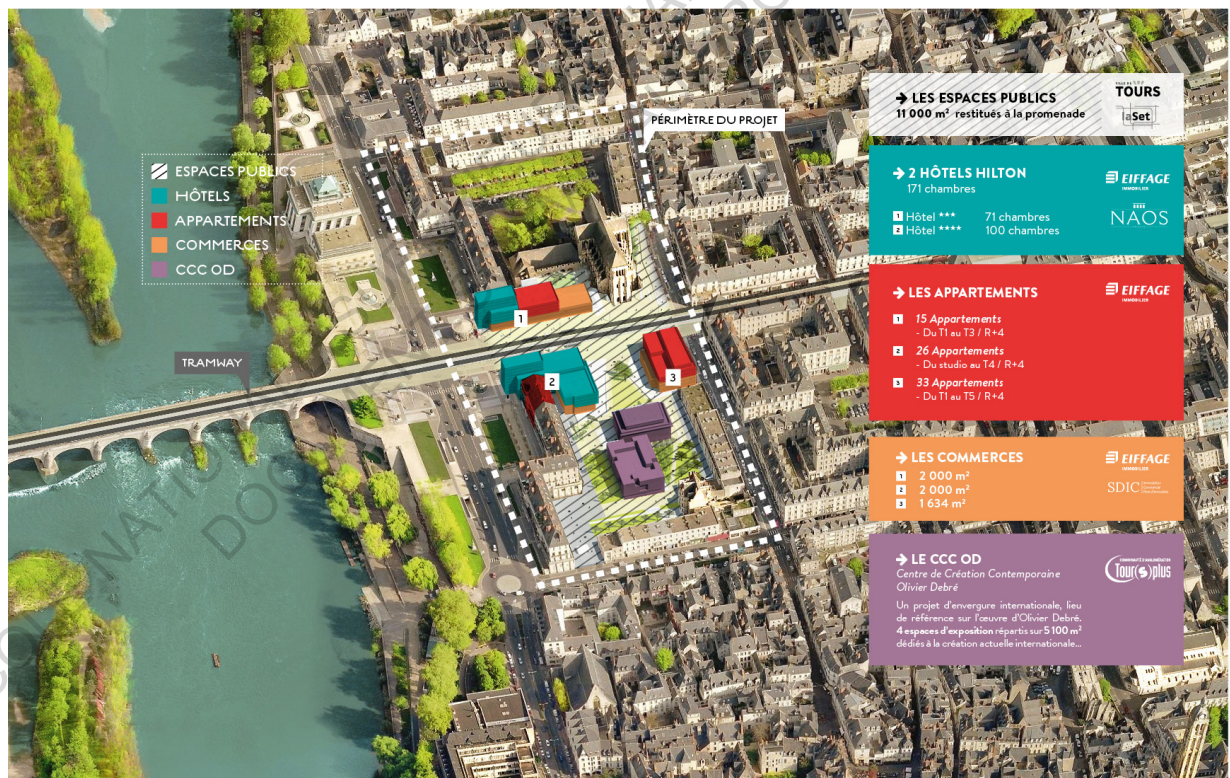 ESPACES PUBLICS
HÔTELS
APPARTEMENTS
COMMERCES
CCC OD
TRAMWAY
PÉRIMÈTRE DU PROJET
1
2
3
→ LES ESPACES PUBLICS
11 000 m² restitués à la promenade
VILLE DE
TOURS
laSet
→ 2 HÔTELS HILTON
171 chambres
1 Hôtel *** 71 chambres
2 Hôtel **** 100 chambres
EIFFAGE
IMMOBILIER
NAOS
→ LES APPARTEMENTS
1 15 Appartements
- Du T1 au T3 / R+4
2 26 Appartements
- Du studio au T4 / R+4
3 33 Appartements
- Du T1 au T5 / R+4
EIFFAGE
IMMOBILIER
→ LES COMMERCES
1 2 000 m²
2 2 000 m²
3 1 634 m²
EIFFAGE
IMMOBILIER
SDIC
→ LE CCC OD
Centre de Création Contemporaine
Olivier Debré
Un projet d'envergure internationale, lieu
de référence sur l'œuvre d'Olivier Debré.
4 espaces d'exposition répartis sur 5 100 m²
dédiés à la création actuelle internationale...
Tour(s)plus